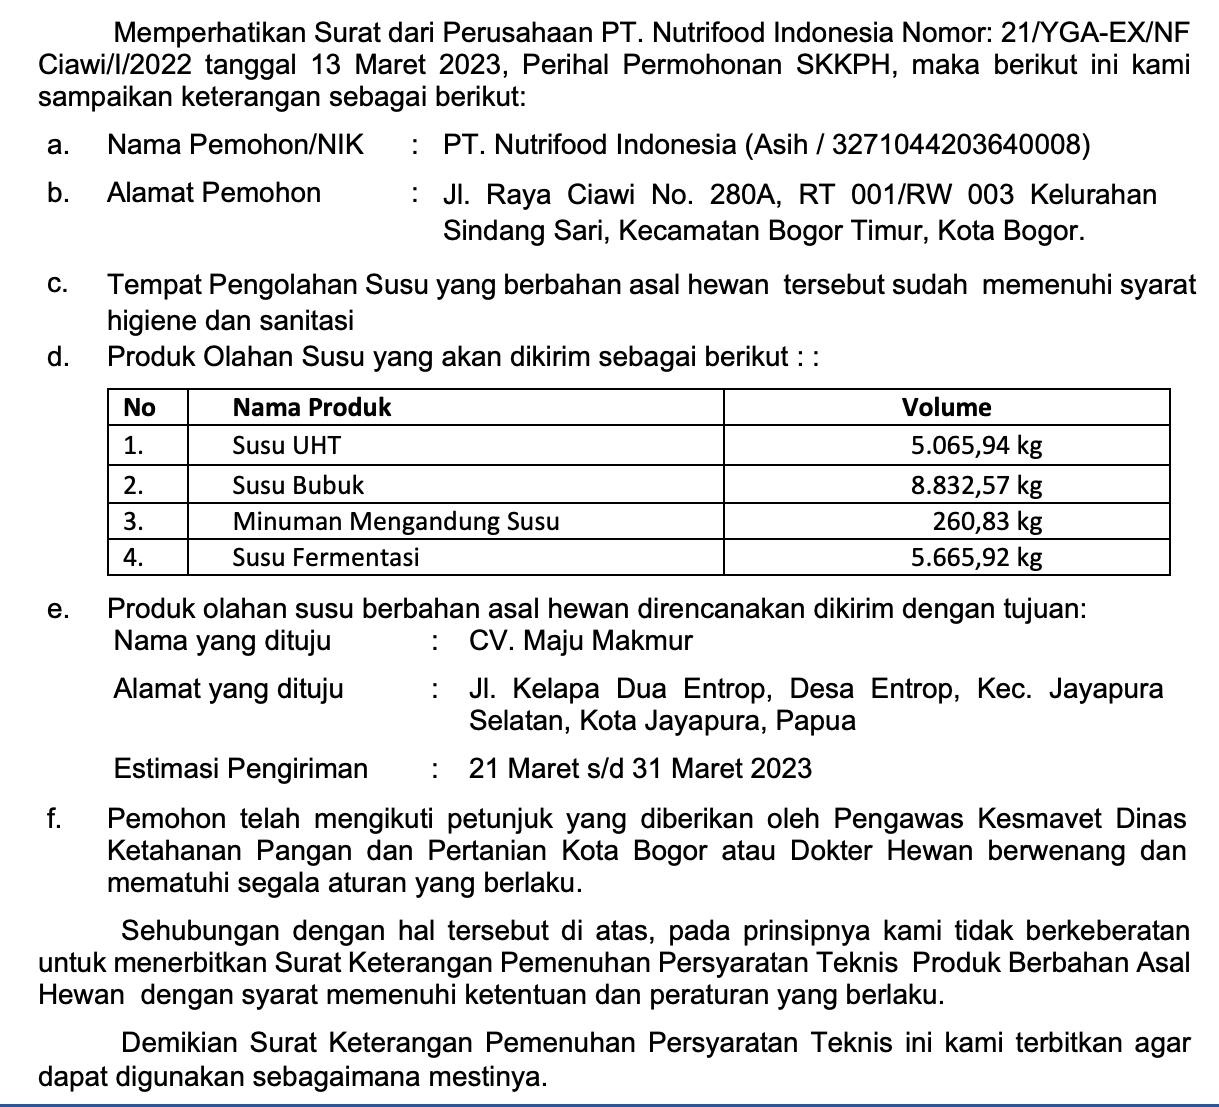 Memperhatikan Surat dari Perusahaan PT. Nutrifood Indonesia Nomor: 21/YGA-EX/NF
Ciawi/I/2022 tanggal 13 Maret 2023, Perihal Permohonan SKKPH, maka berikut ini kami
sampaikan keterangan sebagai berikut:
a. Nama Pemohon/NIK : PT. Nutrifood Indonesia (Asih / 3271044203640008)
b. Alamat Pemohon : Jl. Raya Ciawi No. 280A, RT 001/RW 003 Kelurahan
Sindang Sari, Kecamatan Bogor Timur, Kota Bogor.
c. Tempat Pengolahan Susu yang berbahan asal hewan tersebut sudah memenuhi syarat
higiene dan sanitasi
d. Produk Olahan Susu yang akan dikirim sebagai berikut : :
No Nama Produk Volume
1. Susu UHT 5.065,94 kg
2. Susu Bubuk 8.832,57 kg
3. Minuman Mengandung Susu 260,83 kg
4. Susu Fermentasi 5.665,92 kg
e. Produk olahan susu berbahan asal hewan direncanakan dikirim dengan tujuan:
Nama yang dituju : CV. Maju Makmur
Alamat yang dituju : Jl. Kelapa Dua Entrop, Desa Entrop, Kec. Jayapura
Selatan, Kota Jayapura, Papua
Estimasi Pengiriman : 21 Maret s/d 31 Maret 2023
f. Pemohon telah mengikuti petunjuk yang diberikan oleh Pengawas Kesmavet Dinas
Ketahanan Pangan dan Pertanian Kota Bogor atau Dokter Hewan berwenang dan
mematuhi segala aturan yang berlaku.
Sehubungan dengan hal tersebut di atas, pada prinsipnya kami tidak berkeberatan
untuk menerbitkan Surat Keterangan Pemenuhan Persyaratan Teknis Produk Berbahan Asal
Hewan dengan syarat memenuhi ketentuan dan peraturan yang berlaku.
Demikian Surat Keterangan Pemenuhan Persyaratan Teknis ini kami terbitkan agar
dapat digunakan sebagaimana mestinya.